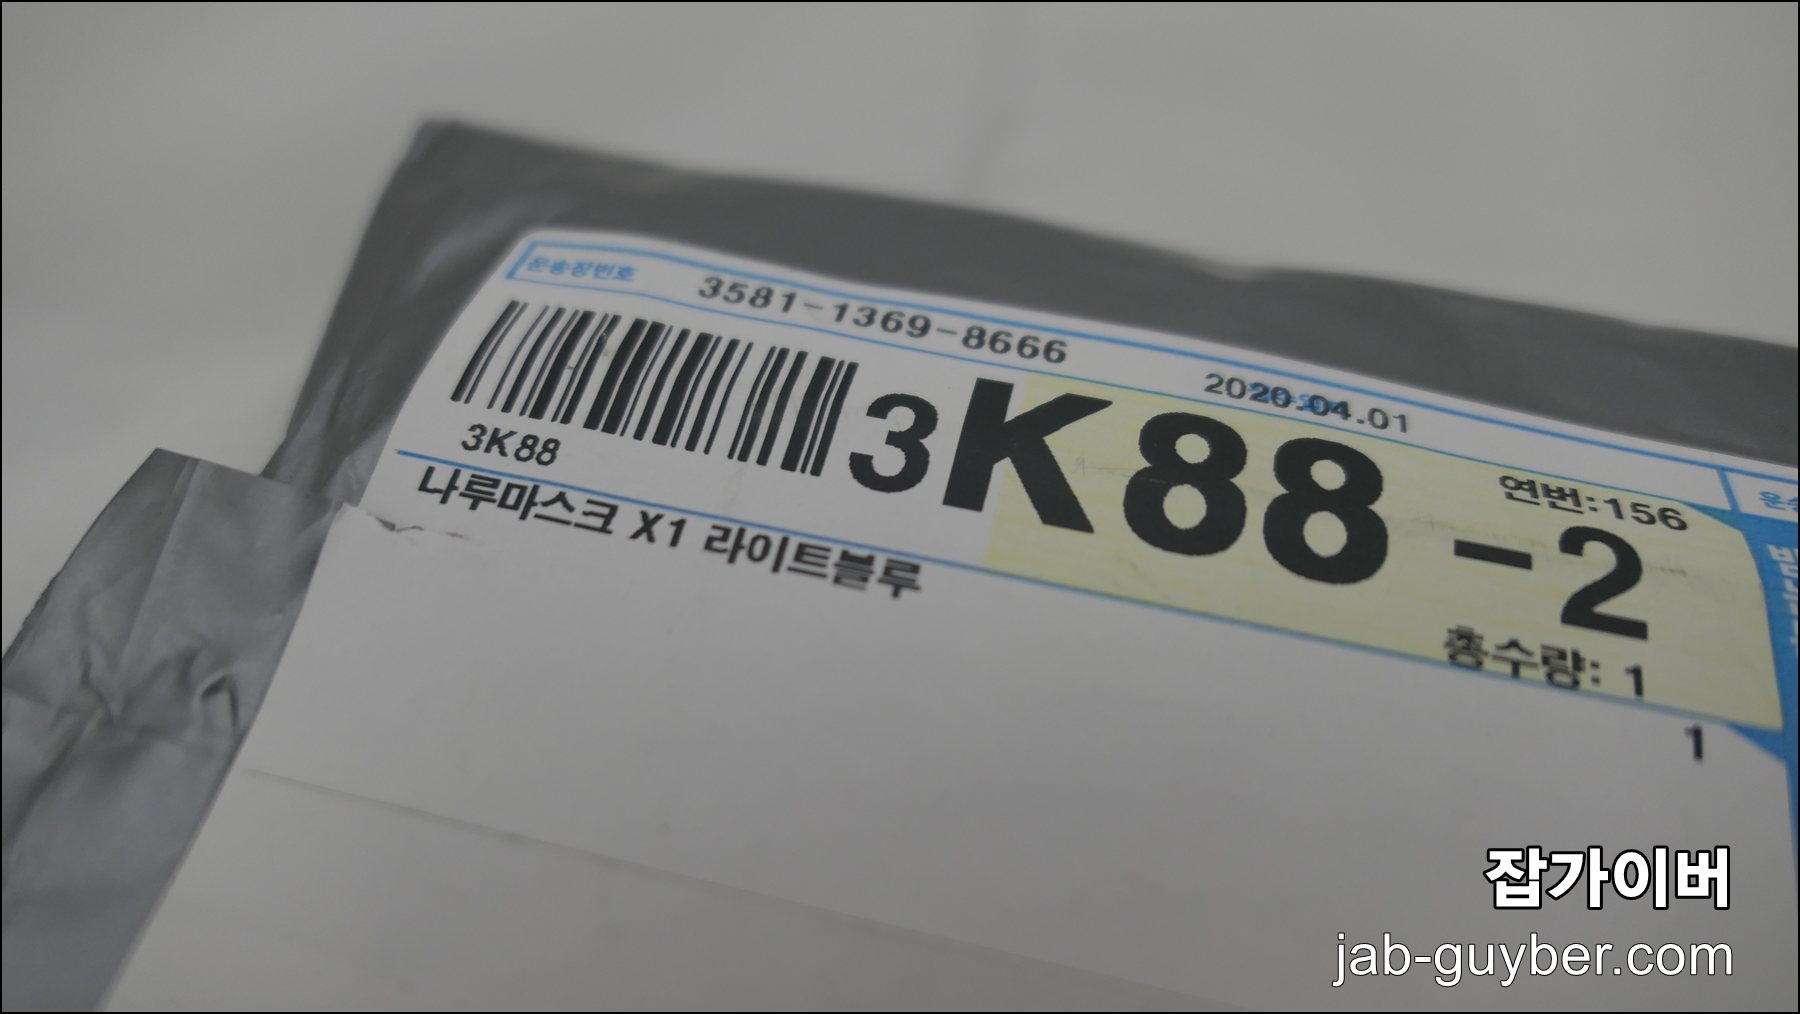 운송장번호 3581-1369-8666
2020.04.01
3K88-2
3K88
연번:156
나루마스크 X1 라이트블루
총수량: 1
1
잡가이버
jab-guyber.com